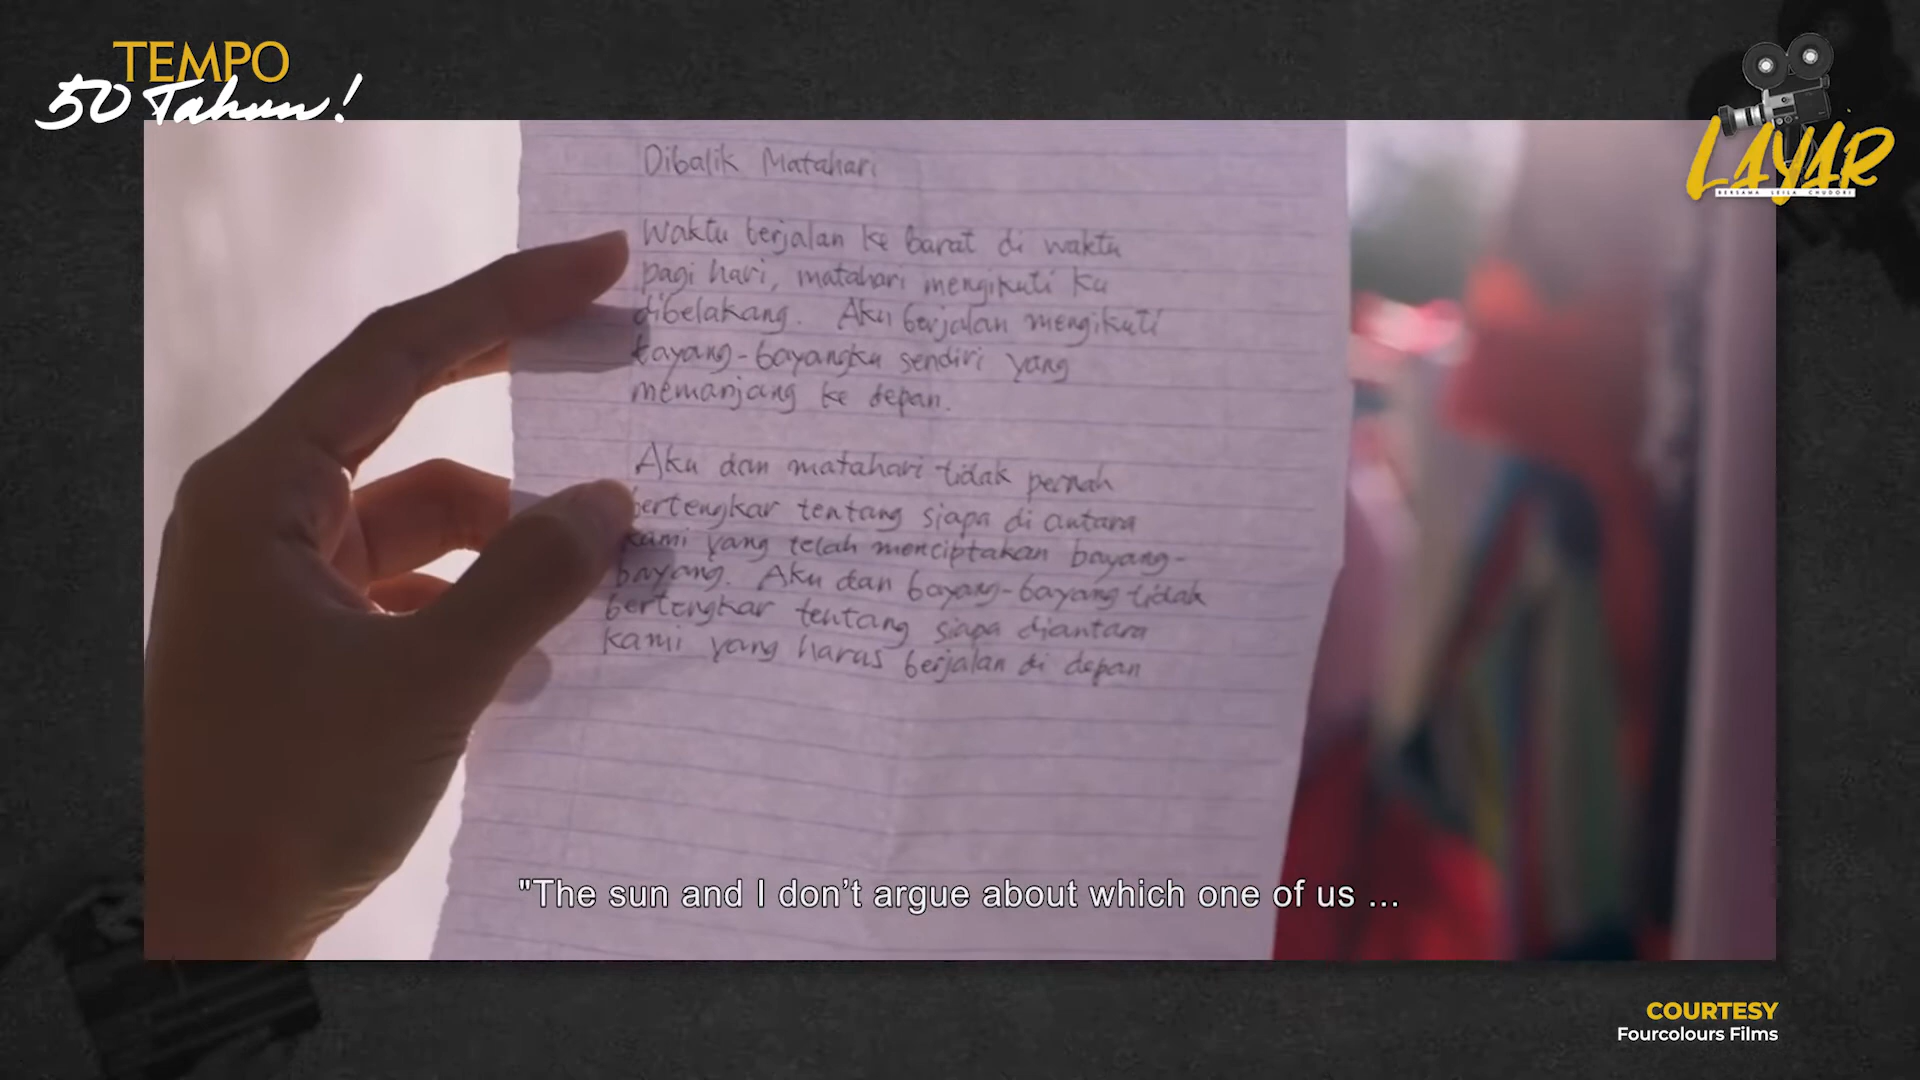 TEMPO
50 Tahun!
LAYAR
BERSAMA LEILA CHUDORI
Dibalik Matahari
Waktu berjalan ke barat di waktu
pagi hari, matahari mengikuti ku
dibelakang. Aku berjalan mengikuti
bayang-bayangku sendiri yang
memanjang ke depan.
Aku dan matahari tidak pernah
bertengkar tentang siapa di antara
kami yang telah menciptakan bayang-
bayang. Aku dan bayang-bayang tidak
bertengkar tentang siapa diantara
kami yang harus berjalan di depan
"The sun and I don’t argue about which one of us ...
COURTESY
Fourcolours Films